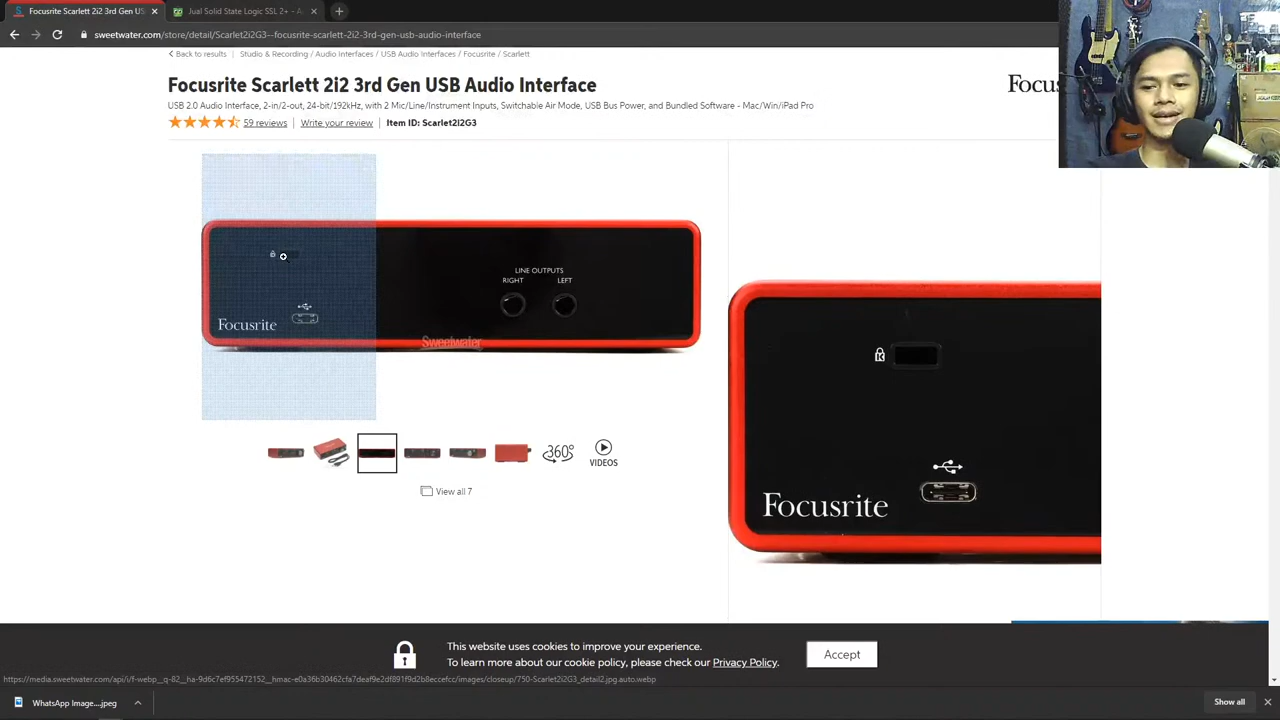 Focusrite Scarlett 2i2 3rd Gen US
Jual Solid State Logic SSL 2+ - A
sweetwater.com/store/detail/Scarlet2i2G3--focusrite-scarlett-2i2-3rd-gen-usb-audio-interface
Back to results | Studio & Recording / Audio Interfaces / USB Audio Interfaces / Focusrite / Scarlett
Focusrite Scarlett 2i2 3rd Gen USB Audio Interface
Focus
USB 2.0 Audio Interface, 2-in/2-out, 24-bit/192kHz, with 2 Mic/Line/Instrument Inputs, Switchable Air Mode, USB Bus Power, and Bundled Software - Mac/Win/iPad Pro
59 reviews | Write your review | Item ID: Scarlet2i2G3
LINE OUTPUTS
RIGHT LEFT
Focusrite
Sweetwater
K
Focusrite
360°
VIDEOS
View all 7
This website uses cookies to improve your experience.
To learn more about our cookie policy, please check our Privacy Policy.
Accept
WhatsApp Image....jpeg
Show all